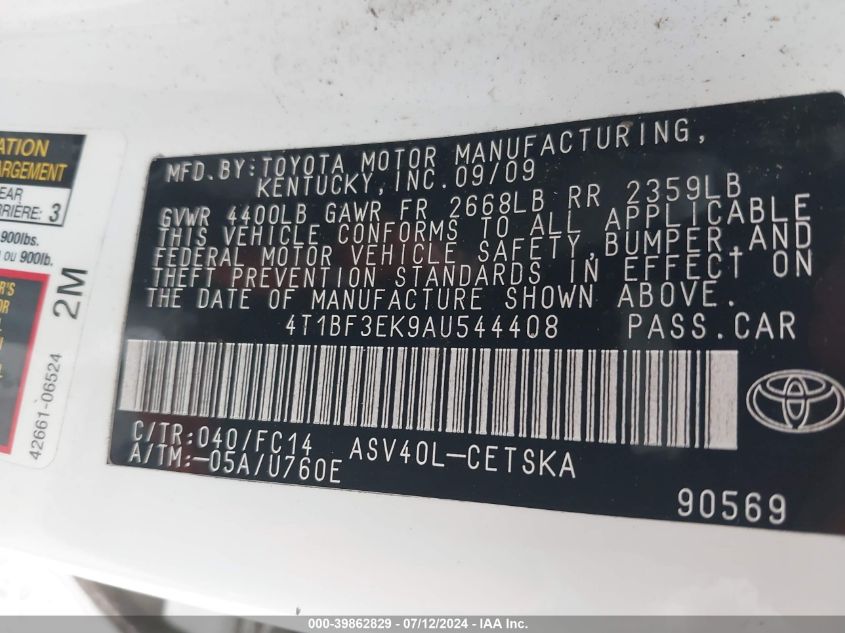 ATION
ARGEMENT
EAR
RRIÈRE: 3
900lbs.
ou 900lb.
R'S
OR
2M
42661-06524
MFD.BY:TOYOTA MOTOR MANUFACTURING,
KENTUCKY,INC.09/09
GVWR 4400LB GAWR FR 2668LB RR 2359LB
THIS VEHICLE CONFORMS TO ALL APPLICABLE
FEDERAL MOTOR VEHICLE SAFETY,BUMPER,AND
THEFT PREVENTION STANDARDS IN EFFECT ON
THE DATE OF MANUFACTURE SHOWN ABOVE.
4T1BF3EK9AU544408 PASS.CAR
C/TR:040/FC14 ASV40L-CETSKA
A/TM:-05A/U760E
90569
000-39862829 - 07/12/2024 - IAA Inc.